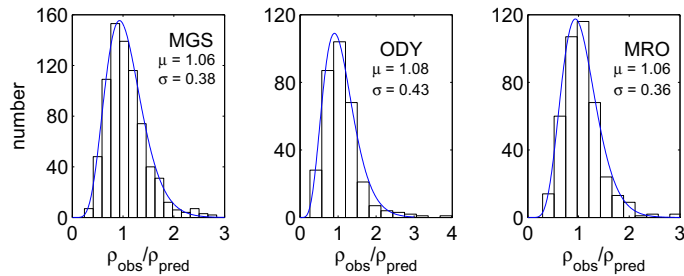 160
120
80
40
0
number
MGS
μ = 1.06
σ = 0.38
0 1 2 3
ρobs/ρpred
120
80
40
0
ODY
μ = 1.08
σ = 0.43
0 1 2 3 4
ρobs/ρpred
120
80
40
0
MRO
μ = 1.06
σ = 0.36
0 1 2 3
ρobs/ρpred